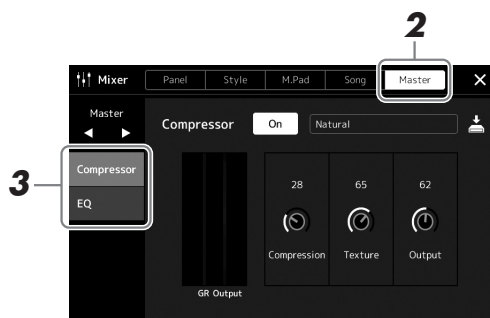 2
Mixer Panel Style M.Pad Song Master
Master
Compressor On Natural
3
Compressor
EQ
28 65 62
Compression Texture Output
GR Output